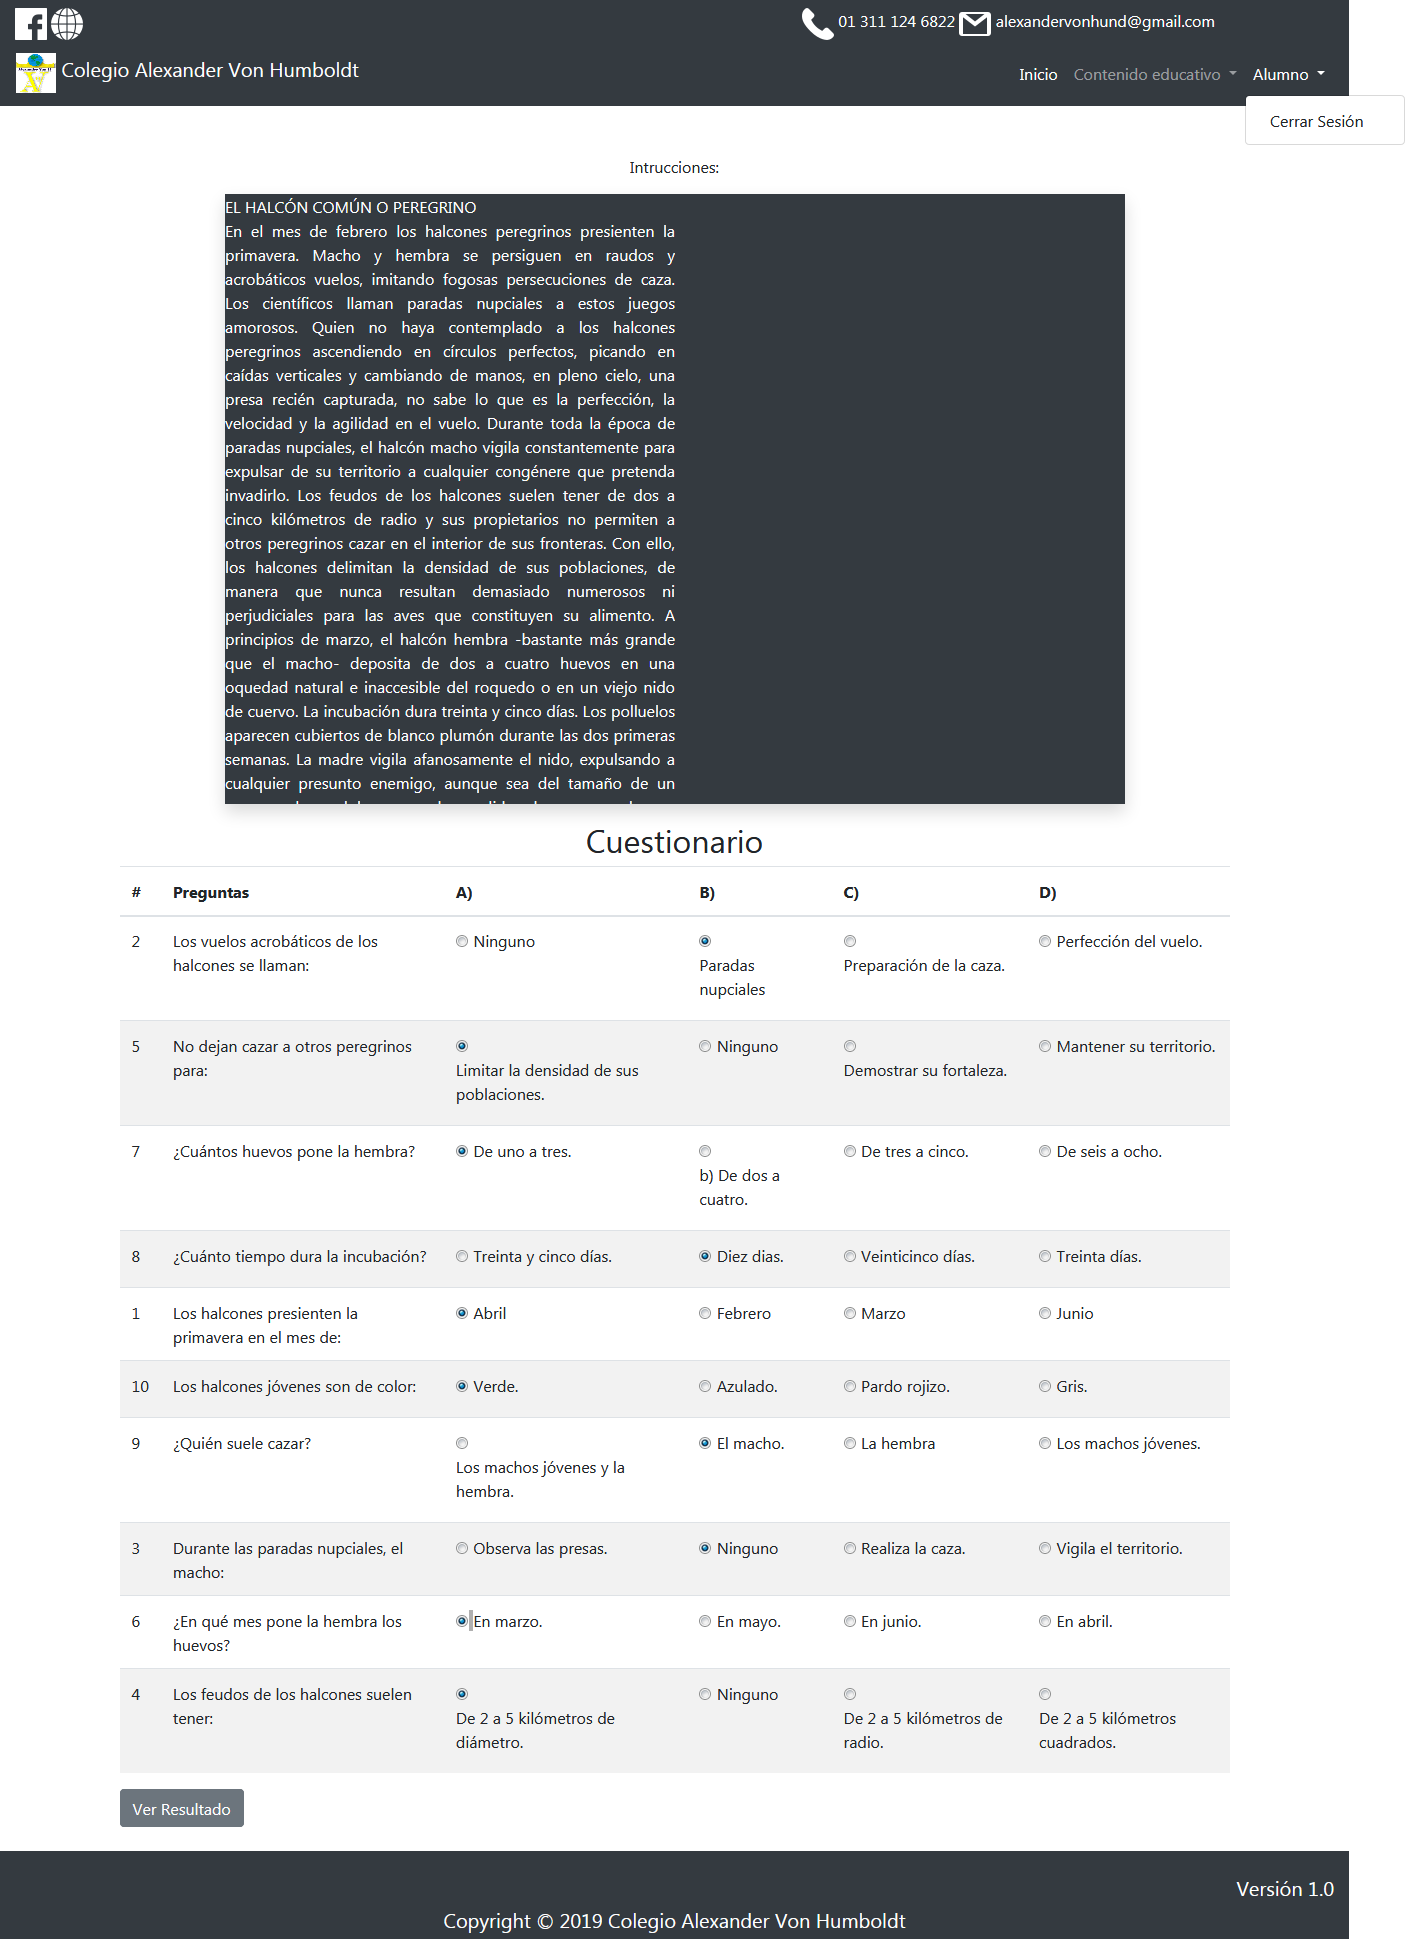 01 311 124 6822 alexandervonhund@gmail.com
Colegio Alexander Von Humboldt
Inicio Contenido educativo Alumno
Cerrar Sesión
Intrucciones:
EL HALCÓN COMÚN O PEREGRINO
En el mes de febrero los halcones peregrinos presienten la
primavera. Macho y hembra se persiguen en raudos y
acrobáticos vuelos, imitando fogosas persecuciones de caza.
Los científicos llaman paradas nupciales a estos juegos
amorosos. Quien no haya contemplado a los halcones
peregrinos ascendiendo en círculos perfectos, picando en
caídas verticales y cambiando de manos, en pleno cielo, una
presa recién capturada, no sabe lo que es la perfección, la
velocidad y la agilidad en el vuelo. Durante toda la época de
paradas nupciales, el halcón macho vigila constantemente para
expulsar de su territorio a cualquier congénere que pretenda
invadirlo. Los feudos de los halcones suelen tener de dos a
cinco kilómetros de radio y sus propietarios no permiten a
otros peregrinos cazar en el interior de sus fronteras. Con ello,
los halcones delimitan la densidad de sus poblaciones, de
manera que nunca resultan demasiado numerosos ni
perjudiciales para las aves que constituyen su alimento. A
principios de marzo, el halcón hembra -bastante más grande
que el macho- deposita de dos a cuatro huevos en una
oquedad natural e inaccesible del roquedo o en un viejo nido
de cuervo. La incubación dura treinta y cinco días. Los polluelos
aparecen cubiertos de blanco plumón durante las dos primeras
semanas. La madre vigila afanosamente el nido, expulsando a
cualquier presunto enemigo, aunque sea del tamaño de un
Cuestionario
# Preguntas A) B) C) D)
2 Los vuelos acrobáticos de los Ninguno Perfección del vuelo.
halcones se llaman: Paradas Preparación de la caza.
nupciales
5 No dejan cazar a otros peregrinos Ninguno Mantener su territorio.
para: Limitar la densidad de sus Demostrar su fortaleza.
poblaciones.
7 ¿Cuántos huevos pone la hembra? De uno a tres. De tres a cinco. De seis a ocho.
b) De dos a
cuatro.
8 ¿Cuánto tiempo dura la incubación? Treinta y cinco días. Diez dias. Veinticinco días. Treinta días.
1 Los halcones presienten la Abril Febrero Marzo Junio
primavera en el mes de:
10 Los halcones jóvenes son de color: Verde. Azulado. Pardo rojizo. Gris.
9 ¿Quién suele cazar? El macho. La hembra Los machos jóvenes.
Los machos jóvenes y la
hembra.
3 Durante las paradas nupciales, el Observa las presas. Ninguno Realiza la caza. Vigila el territorio.
macho:
6 ¿En qué mes pone la hembra los En marzo. En mayo. En junio. En abril.
huevos?
4 Los feudos de los halcones suelen Ninguno
tener: De 2 a 5 kilómetros de De 2 a 5 kilómetros de De 2 a 5 kilómetros
diámetro. radio. cuadrados.
Ver Resultado
Versión 1.0
Copyright © 2019 Colegio Alexander Von Humboldt